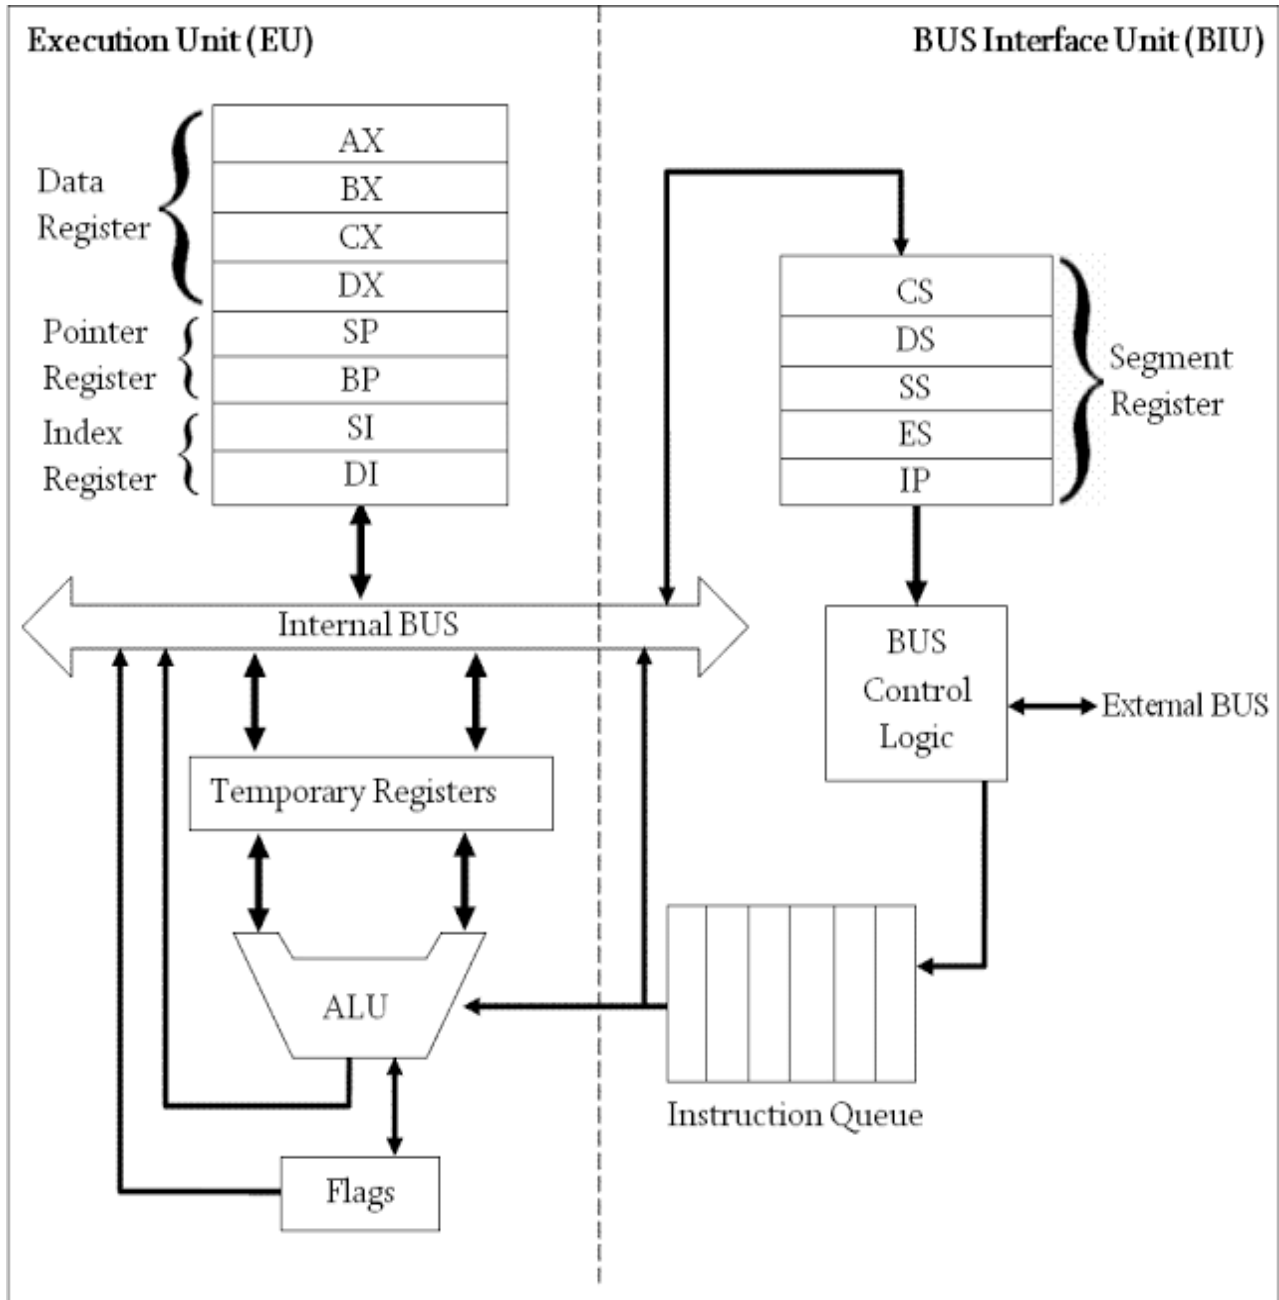 Execution Unit (EU)
BUS Interface Unit (BIU)
Data
Register
AX
BX
CX
DX
Pointer
Register
SP
BP
Index
Register
SI
DI
CS
DS
SS
ES
IP
Segment
Register
Internal BUS
BUS
Control
Logic
External BUS
Temporary Registers
ALU
Instruction Queue
Flags